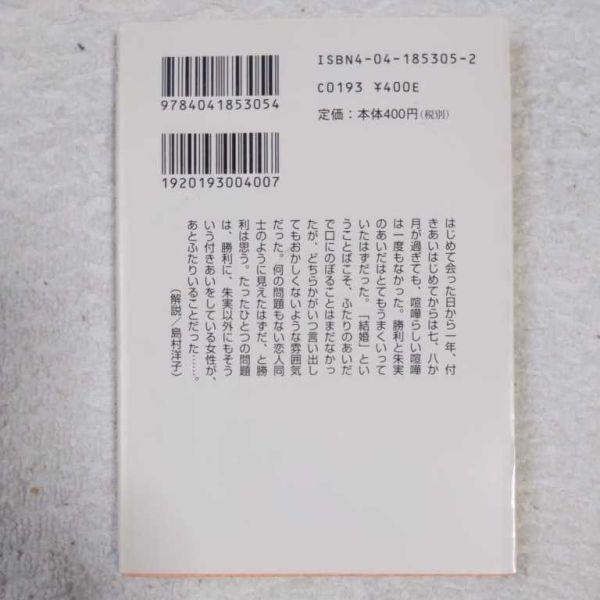 ISBN4-04-185305-2
C0193 ¥400E
定価：本体400円(税別)
9784041853054
1920193004007
はじめて会った日から一年、付
きあいはじめてからは七、八か
月が過ぎても、喧嘩らしい喧嘩
は一度もなかった。勝利と朱実
のあいだはとてもうまくいって
いたはずだった。「結婚」とい
うことばこそ、ふたりのあいだ
で口にのぼることはまだなかっ
たが、どちらかがいつ言い出し
てもおかしくないような雰囲気
だった。何の問題もない恋人同
士のように見えたはずだ、と勝
利は思う。たったひとつの問題
は、勝利に、朱実以外にもそう
いう付きあいをしている女性が、
あとふたりいることだった……。
(解説／島村洋子)